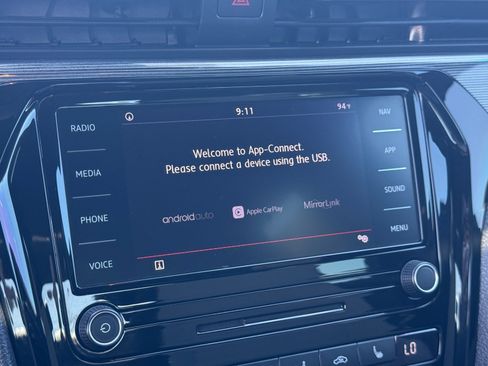 9:11 94°F
RADIO
MEDIA
PHONE
VOICE
Welcome to App-Connect.
Please connect a device using the USB.
androidauto Apple CarPlay MirrorLink
NAV
APP
SOUND
MENU
LO